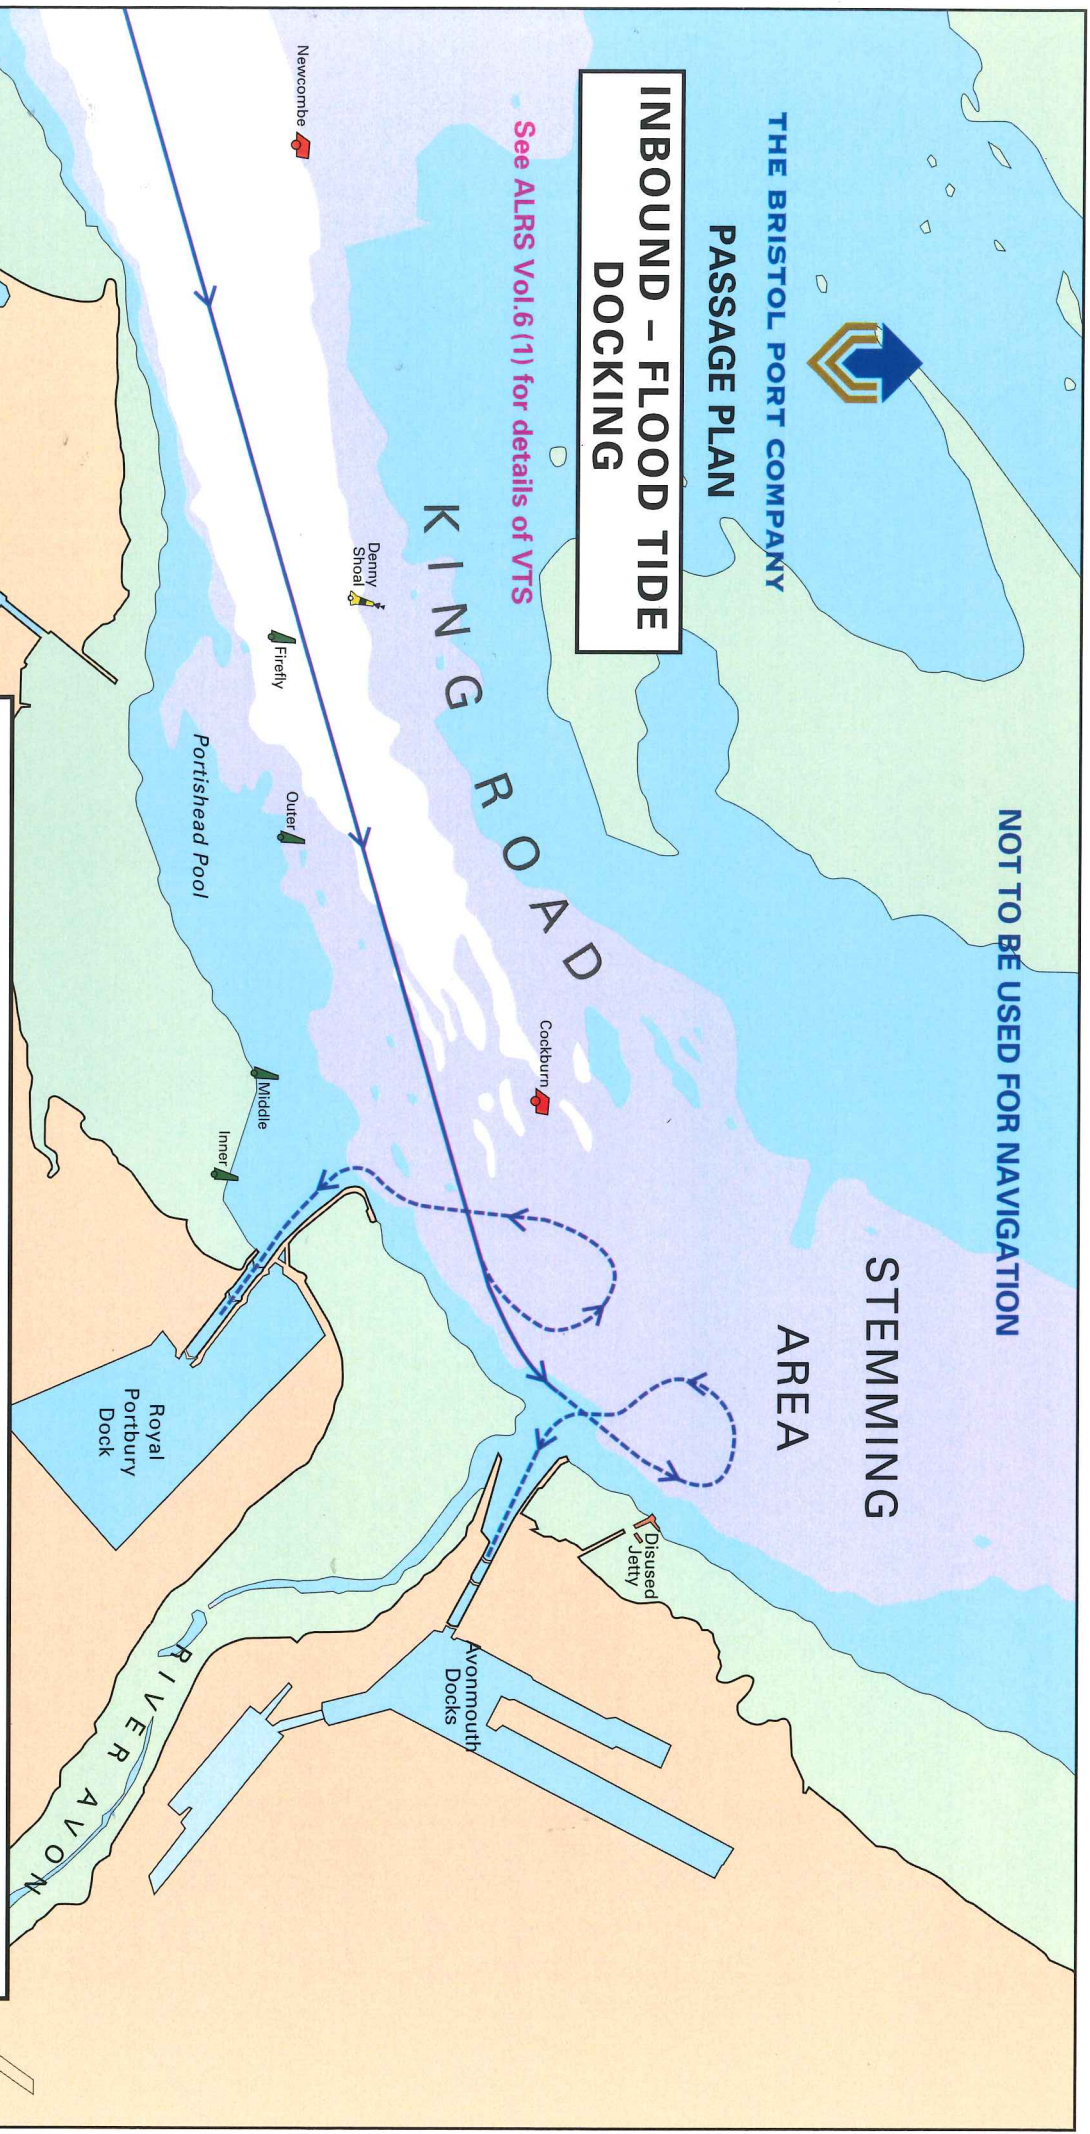 THE BRISTOL PORT COMPANY
PASSAGE PLAN
INBOUND – FLOOD TIDE
DOCKING
See ALRS Vol.6 (1) for details of VTS
NOT TO BE USED FOR NAVIGATION
STEMMING
AREA
KING ROAD
Newcombe
Denny
Shoal
Firefly
Outer
Portishead Pool
Cockburn
Middle
Inner
Disused
Jetty
Royal
Portbury
Dock
Avonmouth
Docks
RIVER AVON